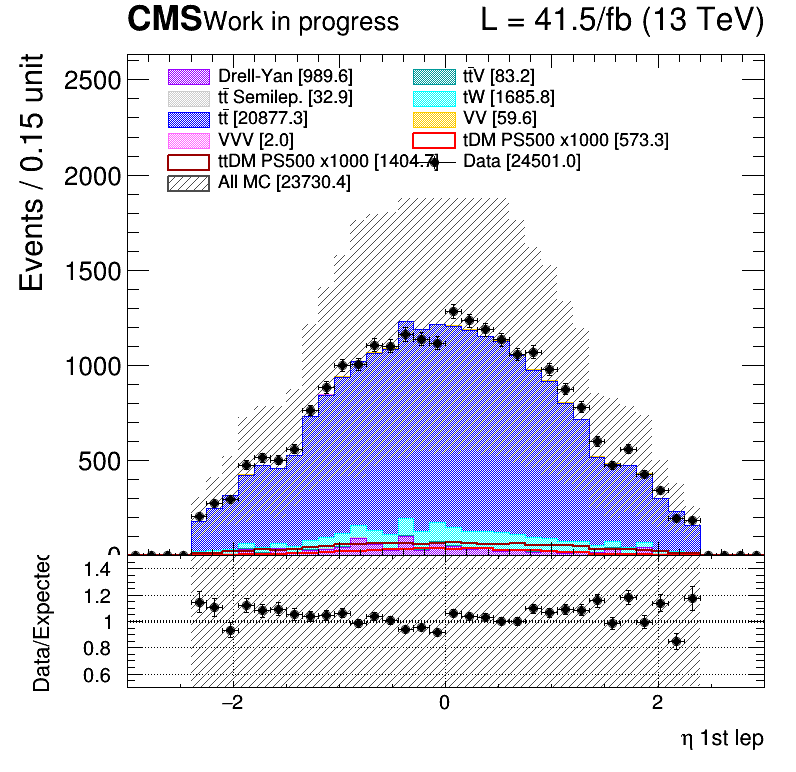 CMS Work in progress L = 41.5/fb (13 TeV)
Events / 0.15 unit
2500
2000
1500
1000
500
0
Drell-Yan [989.6]
tt̄V [83.2]
tt̄ Semilep. [32.9]
tW [1685.8]
tt̄ [20877.3]
VV [59.6]
VVV [2.0]
tDM PS500 x1000 [573.3]
ttDM PS500 x1000 [1404.7]
Data [24501.0]
All MC [23730.4]
Data/Expected
1.4
1.2
1
0.8
0.6
−2 0 2
η 1st lep